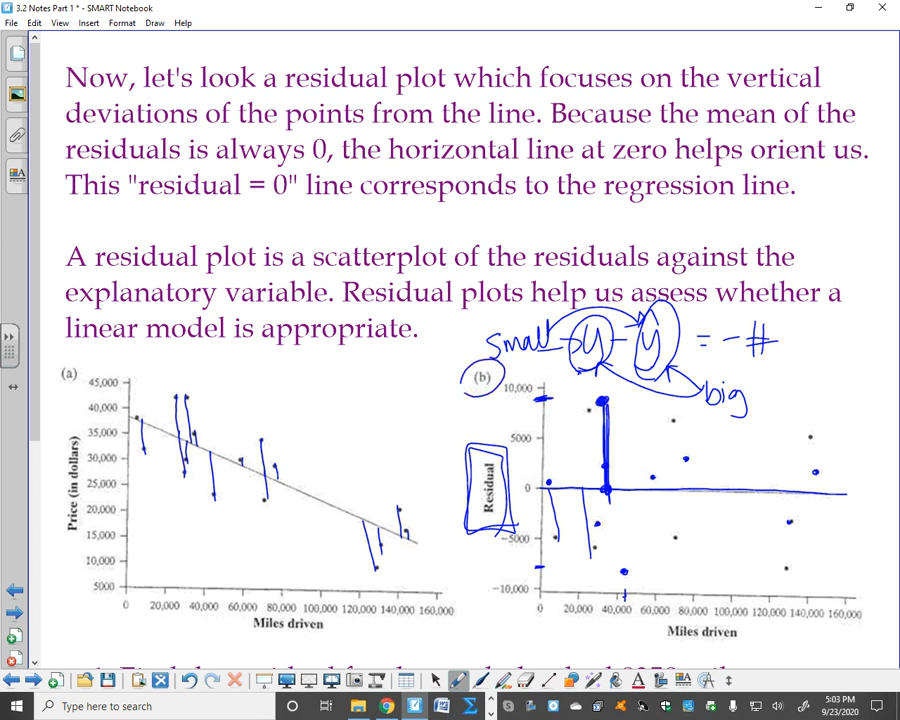 3.2 Notes Part 1 * - SMART Notebook
File Edit View Insert Format Draw Help
Now, let's look a residual plot which focuses on the vertical
deviations of the points from the line. Because the mean of the
residuals is always 0, the horizontal line at zero helps orient us.
This "residual = 0" line corresponds to the regression line.
A residual plot is a scatterplot of the residuals against the
explanatory variable. Residual plots help us assess whether a
linear model is appropriate.
small y - ŷ = - #
big
(a)
45,000
40,000
35,000
30,000
25,000
20,000
15,000
10,000
5000
Price (in dollars)
0 20,000 40,000 60,000 80,000 100,000 120,000 140,000 160,000
Miles driven
(b)
10,000
5000
0
−5000
−10,000
Residual
0 20,000 40,000 60,000 80,000 100,000 120,000 140,000 160,000
Miles driven
Type here to search
5:03 PM
9/23/2020